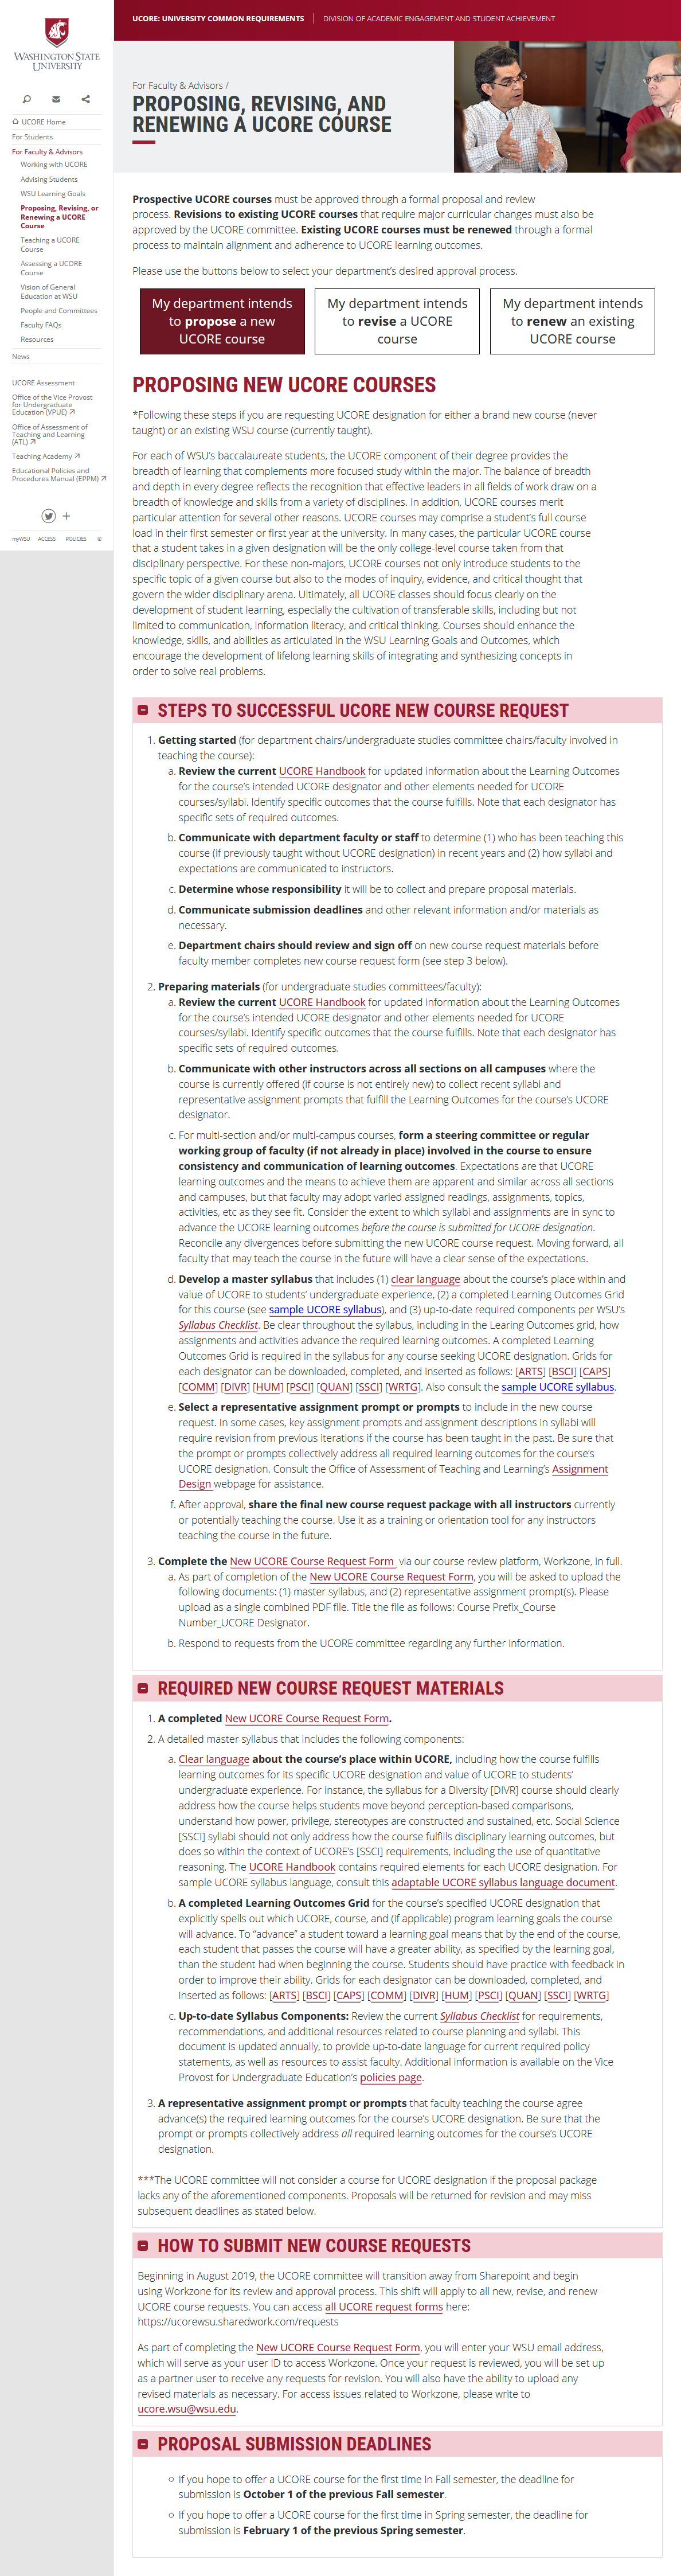 WASHINGTON STATE
UNIVERSITY
UCORE Home
For Students
For Faculty & Advisors
Working with UCORE
Advising Students
WSU Learning Goals
Proposing, Revising, or
Renewing a UCORE
Course
Teaching a UCORE
Course
Assessing a UCORE
Course
Vision of General
Education at WSU
People and Committees
Faculty FAQs
Resources
News
UCORE Assessment
Office of the Vice Provost
for Undergraduate
Education (VPUE)
Office of Assessment of
Teaching and Learning
(ATL)
Teaching Academy
Educational Policies and
Procedures Manual (EPPM)
myWSU ACCESS POLICIES ©
UCORE: UNIVERSITY COMMON REQUIREMENTS
DIVISION OF ACADEMIC ENGAGEMENT AND STUDENT ACHIEVEMENT
For Faculty & Advisors /
PROPOSING, REVISING, AND
RENEWING A UCORE COURSE
Prospective UCORE courses must be approved through a formal proposal and review
process. Revisions to existing UCORE courses that require major curricular changes must also be
approved by the UCORE committee. Existing UCORE courses must be renewed through a formal
process to maintain alignment and adherence to UCORE learning outcomes.
Please use the buttons below to select your department's desired approval process.
My department intends
to propose a new
UCORE course
My department intends
to revise a UCORE
course
My department intends
to renew an existing
UCORE course
PROPOSING NEW UCORE COURSES
*Following these steps if you are requesting UCORE designation for either a brand new course (never
taught) or an existing WSU course (currently taught).
For each of WSU's baccalaureate students, the UCORE component of their degree provides the
breadth of learning that complements more focused study within the major. The balance of breadth
and depth in every degree reflects the recognition that effective leaders in all fields of work draw on a
breadth of knowledge and skills from a variety of disciplines. In addition, UCORE courses merit
particular attention for several other reasons. UCORE courses may comprise a student's full course
load in their first semester or first year at the university. In many cases, the particular UCORE course
that a student takes in a given designation will be the only college-level course taken from that
disciplinary perspective. For these non-majors, UCORE courses not only introduce students to the
specific topic of a given course but also to the modes of inquiry, evidence, and critical thought that
govern the wider disciplinary arena. Ultimately, all UCORE classes should focus clearly on the
development of student learning, especially the cultivation of transferable skills, including but not
limited to communication, information literacy, and critical thinking. Courses should enhance the
knowledge, skills, and abilities as articulated in the WSU Learning Goals and Outcomes, which
encourage the development of lifelong learning skills of integrating and synthesizing concepts in
order to solve real problems.
STEPS TO SUCCESSFUL UCORE NEW COURSE REQUEST
1. Getting started (for department chairs/undergraduate studies committee chairs/faculty involved in
teaching the course):
a. Review the current UCORE Handbook for updated information about the Learning Outcomes
for the course's intended UCORE designator and other elements needed for UCORE
courses/syllabi. Identify specific outcomes that the course fulfills. Note that each designator has
specific sets of required outcomes.
b. Communicate with department faculty or staff to determine (1) who has been teaching this
course (if previously taught without UCORE designation) in recent years and (2) how syllabi and
expectations are communicated to instructors.
c. Determine whose responsibility it will be to collect and prepare proposal materials.
d. Communicate submission deadlines and other relevant information and/or materials as
necessary.
e. Department chairs should review and sign off on new course request materials before
faculty member completes new course request form (see step 3 below).
2. Preparing materials (for undergraduate studies committees/faculty):
a. Review the current UCORE Handbook for updated information about the Learning Outcomes
for the course's intended UCORE designator and other elements needed for UCORE
courses/syllabi. Identify specific outcomes that the course fulfills. Note that each designator has
specific sets of required outcomes.
b. Communicate with other instructors across all sections on all campuses where the
course is currently offered (if course is not entirely new) to collect recent syllabi and
representative assignment prompts that fulfill the Learning Outcomes for the course's UCORE
designator.
c. For multi-section and/or multi-campus courses, form a steering committee or regular
working group of faculty (if not already in place) involved in the course to ensure
consistency and communication of learning outcomes. Expectations are that UCORE
learning outcomes and the means to achieve them are apparent and similar across all sections
and campuses, but that faculty may adopt varied assigned readings, assignments, topics,
activities, etc as they see fit. Consider the extent to which syllabi and assignments are in sync to
advance the UCORE learning outcomes before the course is submitted for UCORE designation.
Reconcile any divergences before submitting the new UCORE course request. Moving forward, all
faculty that may teach the course in the future will have a clear sense of the expectations.
d. Develop a master syllabus that includes (1) clear language about the course's place within and
value of UCORE to students' undergraduate experience, (2) a completed Learning Outcomes Grid
for this course (see sample UCORE syllabus), and (3) up-to-date required components per WSU's
Syllabus Checklist. Be clear throughout the syllabus, including in the Learing Outcomes grid, how
assignments and activities advance the required learning outcomes. A completed Learning
Outcomes Grid is required in the syllabus for any course seeking UCORE designation. Grids for
each designator can be downloaded, completed, and inserted as follows: [ARTS] [BSCI] [CAPS]
[COMM] [DIVR] [HUM] [PSCI] [QUAN] [SSCI] [WRTG]. Also consult the sample UCORE syllabus.
e. Select a representative assignment prompt or prompts to include in the new course
request. In some cases, key assignment prompts and assignment descriptions in syllabi will
require revision from previous iterations if the course has been taught in the past. Be sure that
the prompt or prompts collectively address all required learning outcomes for the course's
UCORE designation. Consult the Office of Assessment of Teaching and Learning's Assignment
Design webpage for assistance.
f. After approval, share the final new course request package with all instructors currently
or potentially teaching the course. Use it as a training or orientation tool for any instructors
teaching the course in the future.
3. Complete the New UCORE Course Request Form via our course review platform, Workzone, in full.
a. As part of completion of the New UCORE Course Request Form, you will be asked to upload the
following documents: (1) master syllabus, and (2) representative assignment prompt(s). Please
upload as a single combined PDF file. Title the file as follows: Course Prefix_Course
Number_UCORE Designator.
b. Respond to requests from the UCORE committee regarding any further information.
REQUIRED NEW COURSE REQUEST MATERIALS
1. A completed New UCORE Course Request Form.
2. A detailed master syllabus that includes the following components:
a. Clear language about the course's place within UCORE, including how the course fulfills
learning outcomes for its specific UCORE designation and value of UCORE to students'
undergraduate experience. For instance, the syllabus for a Diversity [DIVR] course should clearly
address how the course helps students move beyond perception-based comparisons,
understand how power, privilege, stereotypes are constructed and sustained, etc. Social Science
[SSCI] syllabi should not only address how the course fulfills disciplinary learning outcomes, but
does so within the context of UCORE's [SSCI] requirements, including the use of quantitative
reasoning. The UCORE Handbook contains required elements for each UCORE designation. For
sample UCORE syllabus language, consult this adaptable UCORE syllabus language document.
b. A completed Learning Outcomes Grid for the course's specified UCORE designation that
explicitly spells out which UCORE, course, and (if applicable) program learning goals the course
will advance. To "advance" a student toward a learning goal means that by the end of the course,
each student that passes the course will have a greater ability, as specified by the learning goal,
than the student had when beginning the course. Students should have practice with feedback in
order to improve their ability. Grids for each designator can be downloaded, completed, and
inserted as follows: [ARTS] [BSCI] [CAPS] [COMM] [DIVR] [HUM] [PSCI] [QUAN] [SSCI] [WRTG]
c. Up-to-date Syllabus Components: Review the current Syllabus Checklist for requirements,
recommendations, and additional resources related to course planning and syllabi. This
document is updated annually, to provide up-to-date language for current required policy
statements, as well as resources to assist faculty. Additional information is available on the Vice
Provost for Undergraduate Education's policies page.
3. A representative assignment prompt or prompts that faculty teaching the course agree
advance(s) the required learning outcomes for the course's UCORE designation. Be sure that the
prompt or prompts collectively address all required learning outcomes for the course's UCORE
designation.
***The UCORE committee will not consider a course for UCORE designation if the proposal package
lacks any of the aforementioned components. Proposals will be returned for revision and may miss
subsequent deadlines as stated below.
HOW TO SUBMIT NEW COURSE REQUESTS
Beginning in August 2019, the UCORE committee will transition away from Sharepoint and begin
using Workzone for its review and approval process. This shift will apply to all new, revise, and renew
UCORE course requests. You can access all UCORE request forms here:
https://ucorewsu.sharedwork.com/requests
As part of completing the New UCORE Course Request Form, you will enter your WSU email address,
which will serve as your user ID to access Workzone. Once your request is reviewed, you will be set up
as a partner user to receive any requests for revision. You will also have the ability to upload any
revised materials as necessary. For access issues related to Workzone, please write to
ucore.wsu@wsu.edu.
PROPOSAL SUBMISSION DEADLINES
If you hope to offer a UCORE course for the first time in Fall semester, the deadline for
submission is October 1 of the previous Fall semester.
If you hope to offer a UCORE course for the first time in Spring semester, the deadline for
submission is February 1 of the previous Spring semester.